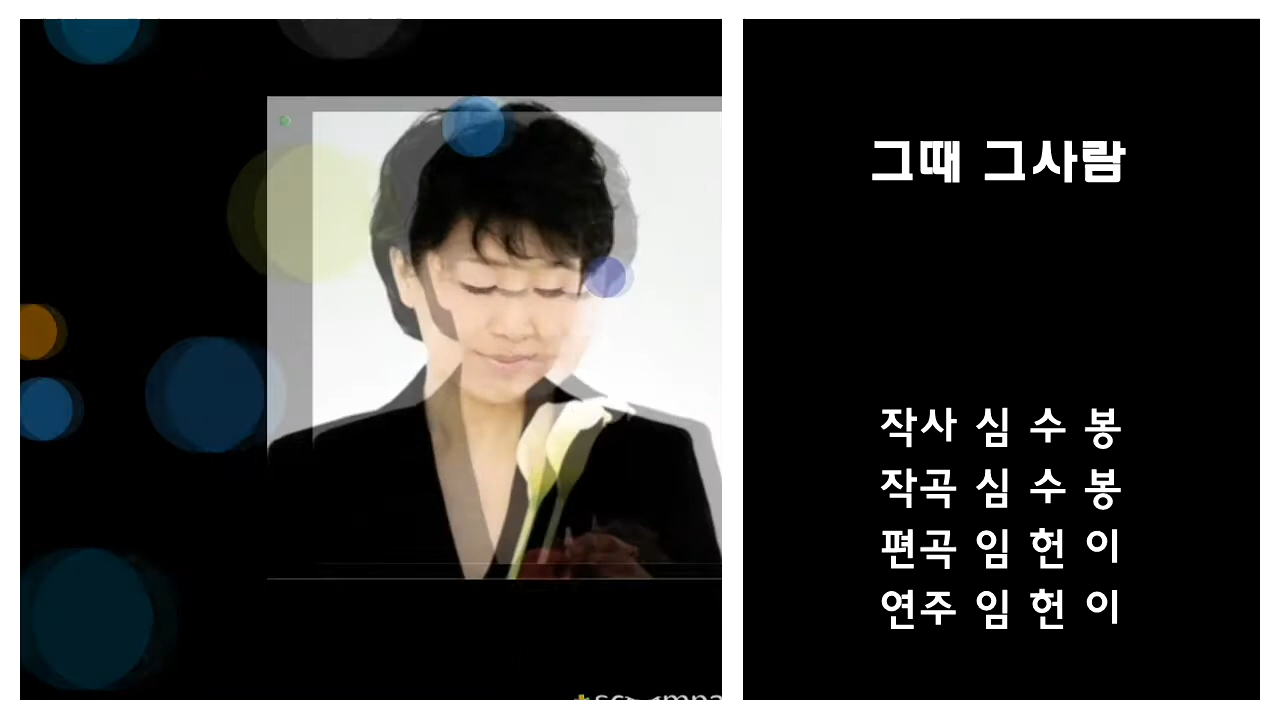 그때 그사람
작사 심 수 봉
작곡 심 수 봉
편곡 임 헌 이
연주 임 헌 이